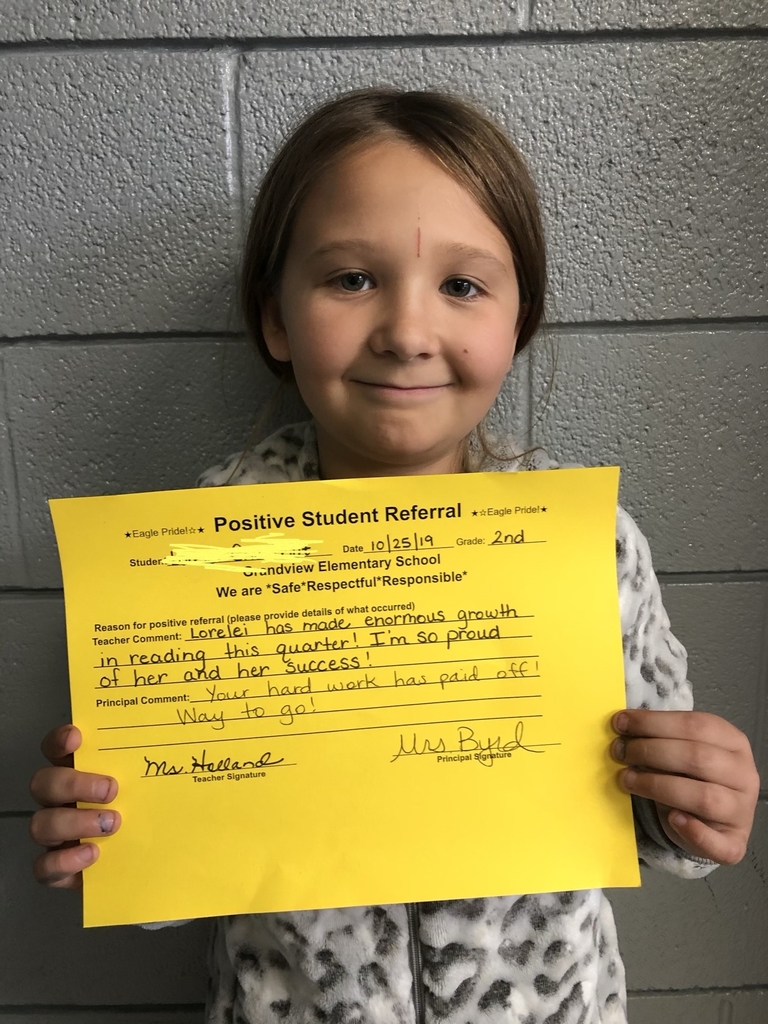 ★Eagle Pride!☆★ Positive Student Referral ★☆Eagle Pride!★
Student Date 10/25/19 Grade: 2nd
Grandview Elementary School
We are *Safe*Respectful*Responsible*
Reason for positive referral (please provide details of what occurred)
Teacher Comment: Lorelei has made enormous growth
in reading this quarter! I'm so proud
of her and her success!
Principal Comment: Your hard work has paid off!
Way to go!
Ms. Holland Mrs. Byrd
Teacher Signature Principal Signature